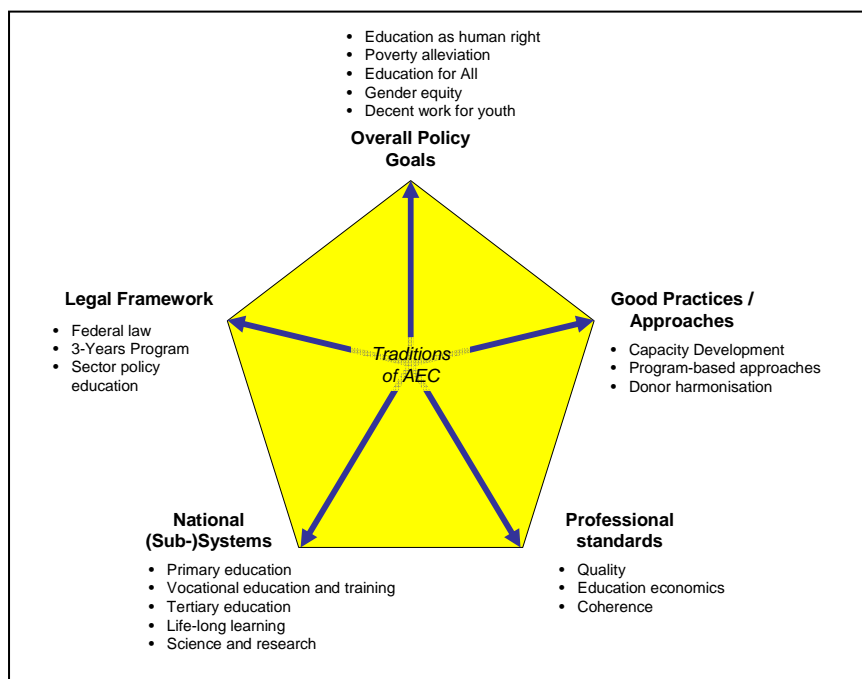 • Education as human right
• Poverty alleviation
• Education for All
• Gender equity
• Decent work for youth
Overall Policy
Goals
Legal Framework
• Federal law
• 3-Years Program
• Sector policy
education
Good Practices /
Approaches
• Capacity Development
• Program-based approaches
• Donor harmonisation
Traditions
of AEC
National
(Sub-)Systems
• Primary education
• Vocational education and training
• Tertiary education
• Life-long learning
• Science and research
Professional
standards
• Quality
• Education economics
• Coherence